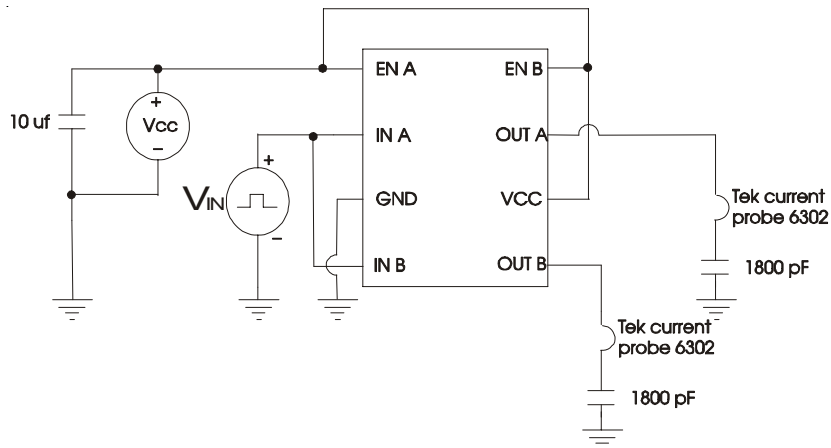 EN A
EN B
10 uf
+
Vcc
−
IN A
OUT A
+
VIN
−
GND
VCC
Tek current
probe 6302
IN B
OUT B
1800 pF
Tek current
probe 6302
1800 pF